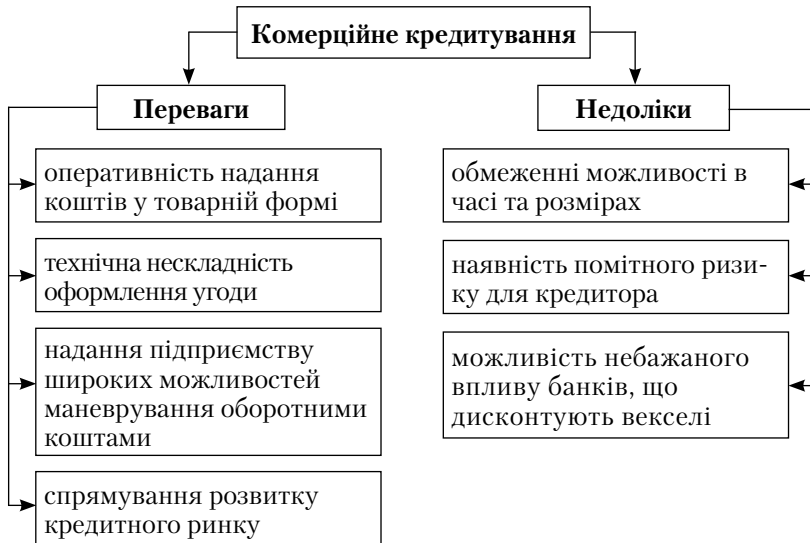 Комерційне кредитування
Переваги
оперативність надання
коштів у товарній формі
технічна нескладність
оформлення угоди
надання підприємству
широких можливостей
маневрування оборотними
коштами
спрямування розвитку
кредитного ринку
Недоліки
обмеженні можливості в
часі та розмірах
наявність помітного ризи-
ку для кредитора
можливість небажаного
впливу банків, що
дисконтують векселі